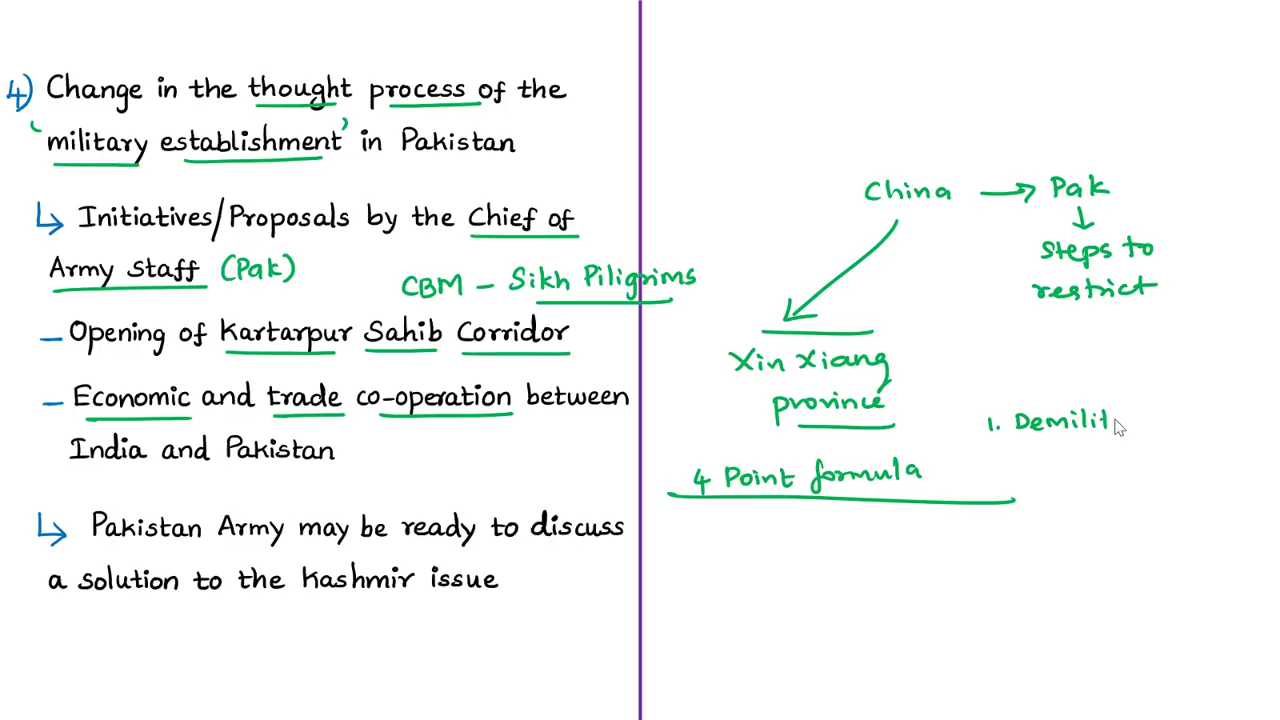 4) Change in the thought process of the
'military establishment' in Pakistan
↳ Initiatives/Proposals by the Chief of
Army Staff (Pak)
CBM - Sikh Piligrims
- Opening of Kartarpur Sahib Corridor
- Economic and trade co-operation between
India and Pakistan
↳ Pakistan Army may be ready to discuss
a solution to the Kashmir issue
China → Pak
↓
steps to
restrict
Xin Xiang
province
1. Demilit
4 Point formula